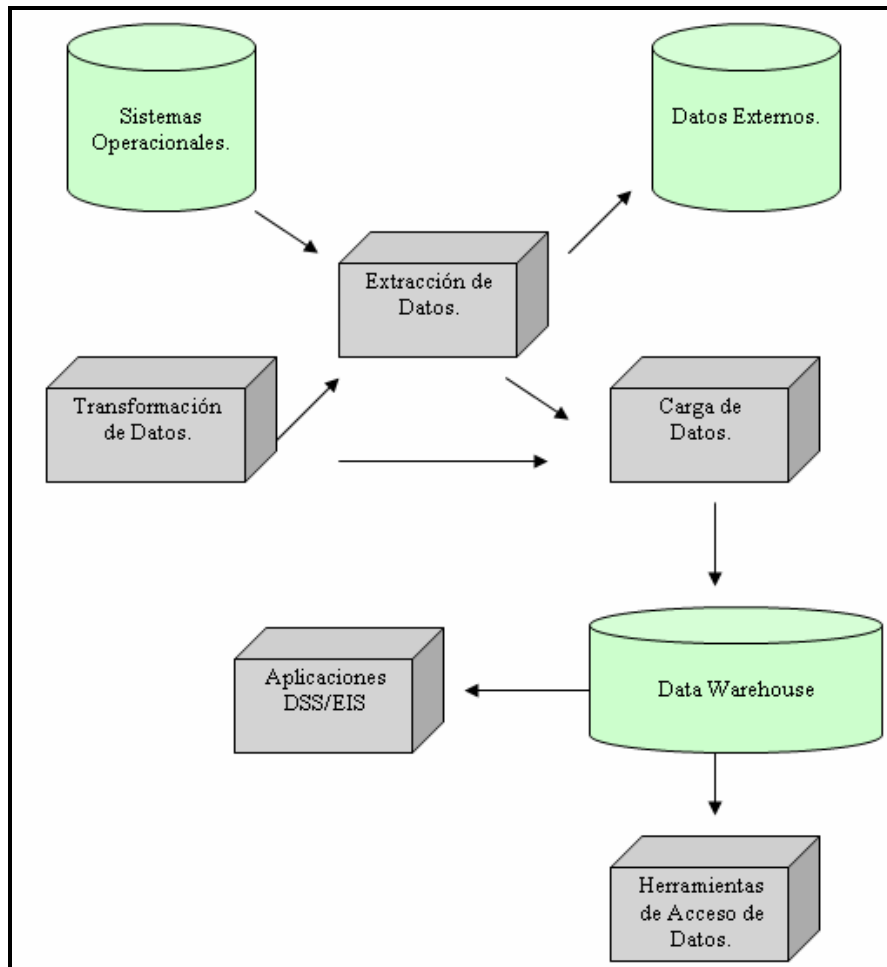 Sistemas
Operacionales.
Datos Externos.
Extracción de
Datos.
Transformación
de Datos.
Carga de
Datos.
Aplicaciones
DSS/EIS
Data Warehouse
Herramientas
de Acceso de
Datos.